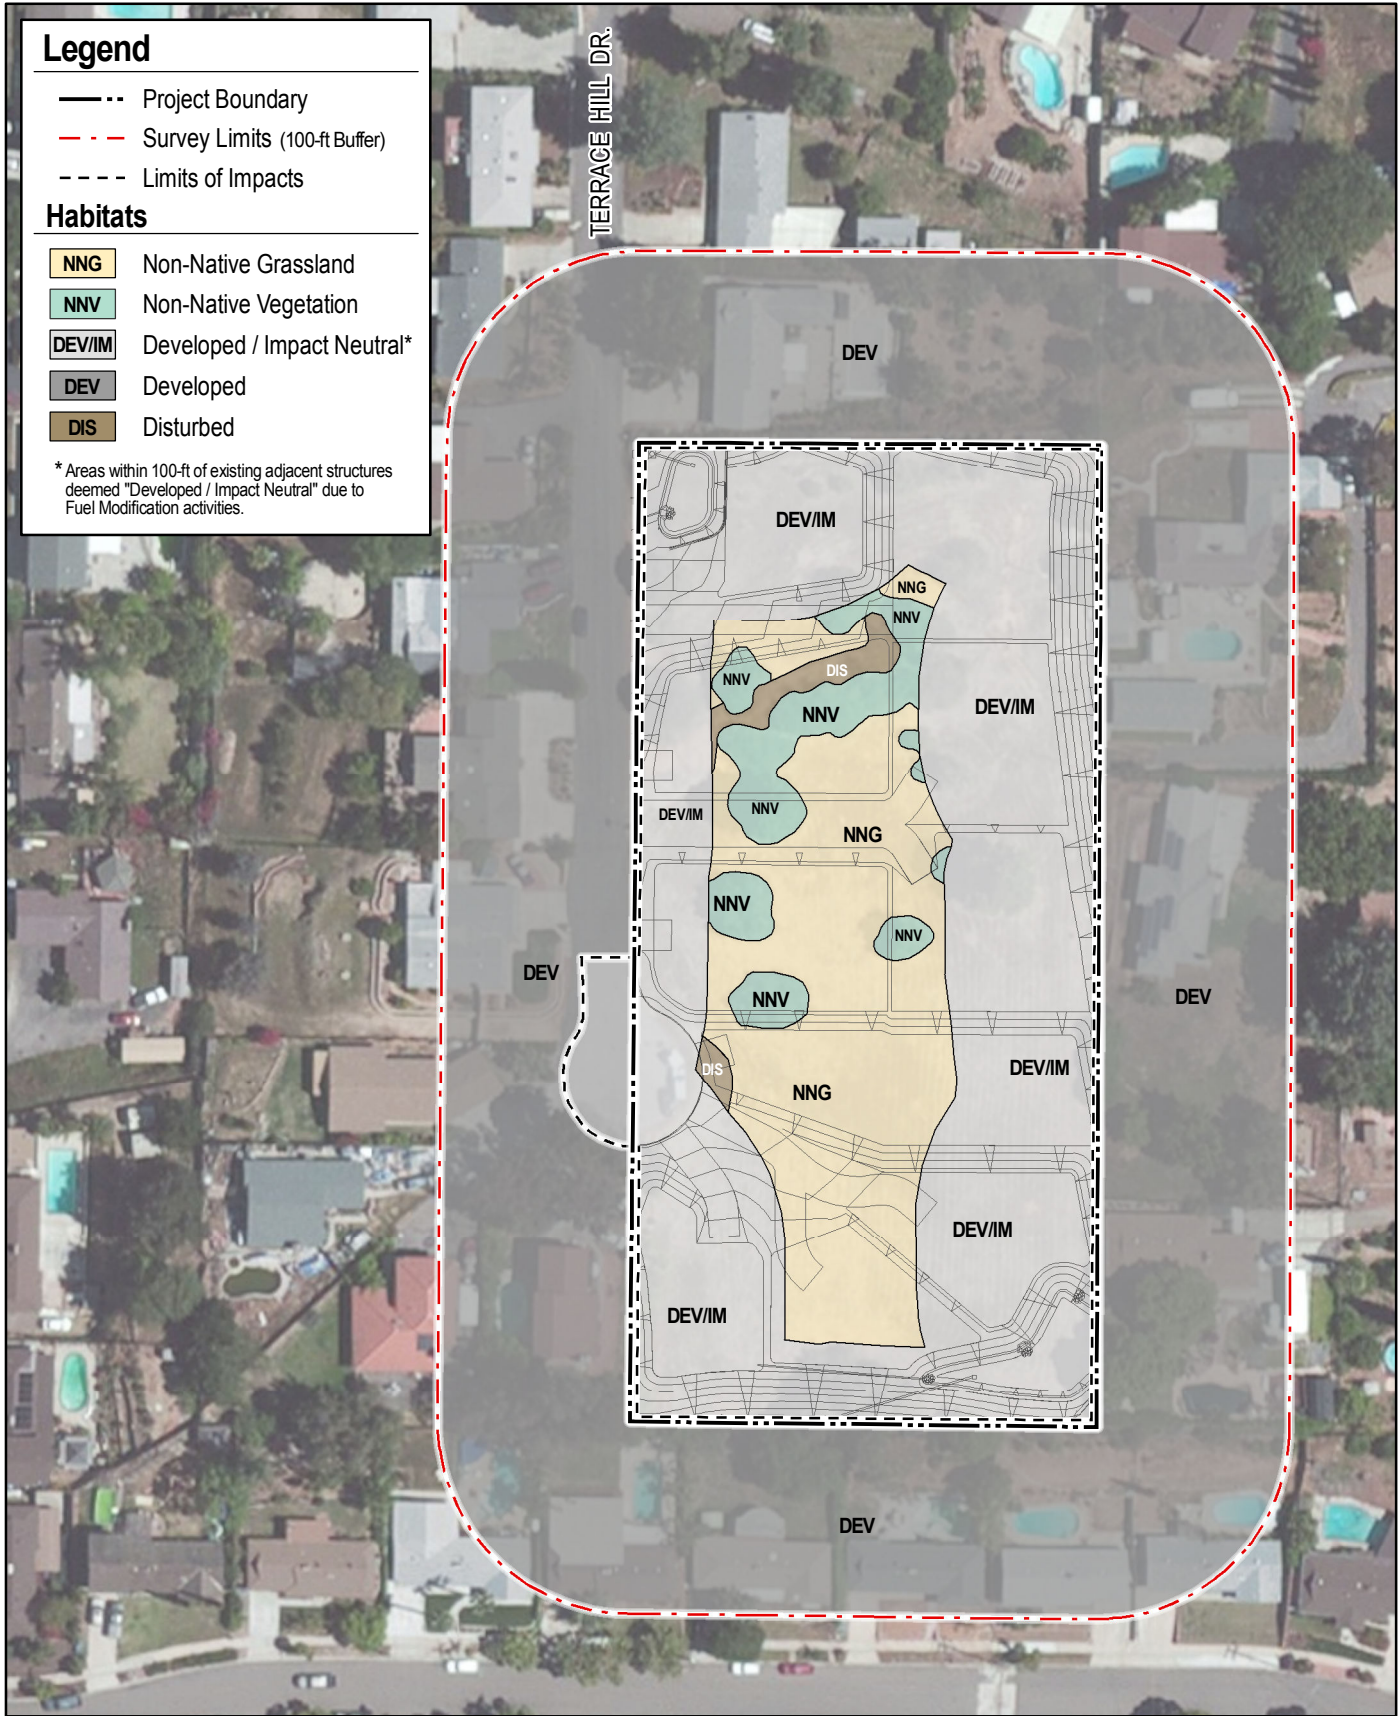 Legend
Project Boundary
Survey Limits (100-ft Buffer)
Limits of Impacts
Habitats
NNG Non-Native Grassland
NNV Non-Native Vegetation
DEV/IM Developed / Impact Neutral*
DEV Developed
DIS Disturbed
* Areas within 100-ft of existing adjacent structures
deemed "Developed / Impact Neutral" due to
Fuel Modification activities.
TERRACE HILL DR.
DEV
DEV/IM
NNG
NNV
DIS
NNV
DEV/IM
NNV
NNV
DEV/IM
NNG
NNV
NNV
DEV
NNV
DEV
DEV/IM
DIS
NNG
DEV/IM
DEV/IM
DEV